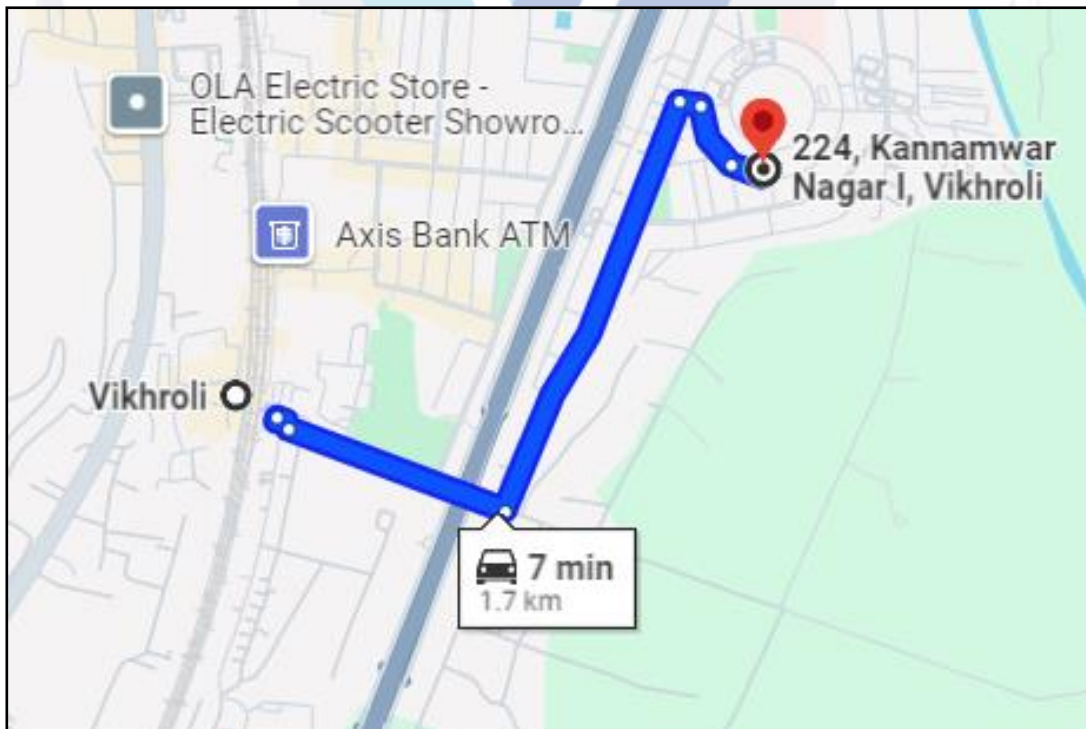 OLA Electric Store -
Electric Scooter Showro...
224, Kannamwar
Nagar I, Vikhroli
Axis Bank ATM
Vikhroli
7 min
1.7 km